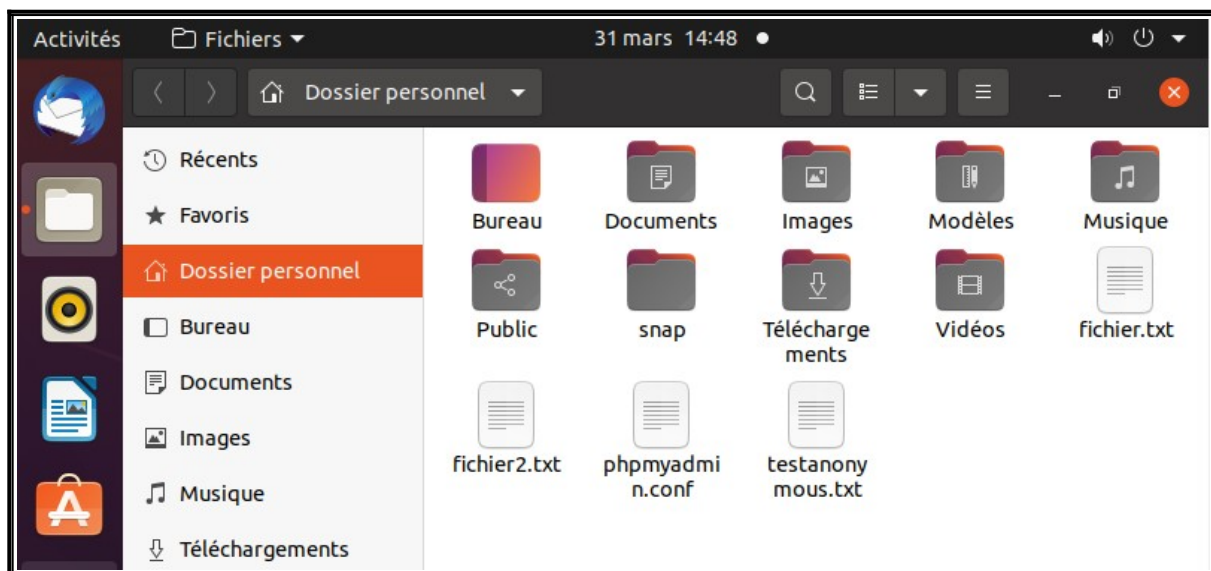 Activités Fichiers 31 mars 14:48
Dossier personnel
Récents
Favoris
Dossier personnel
Bureau
Documents
Images
Musique
Téléchargements
Bureau Documents Images Modèles Musique
Public snap Télécharge Vidéos fichier.txt
ments
fichier2.txt phpmyadmi testanony
n.conf mous.txt